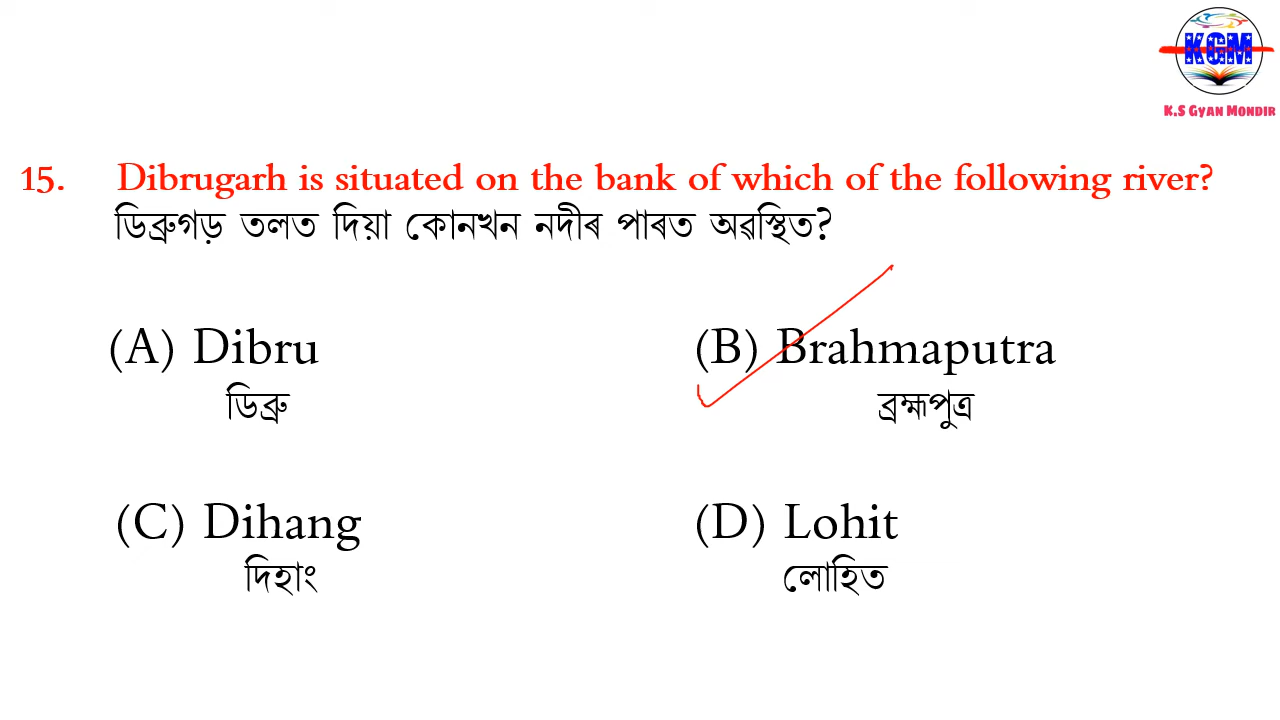 KGM
K.S Gyan Mondir
15. Dibrugarh is situated on the bank of which of the following river?
ডিব্ৰুগড় তলত দিয়া কোনখন নদীৰ পাৰত অৱস্থিত?
(A) Dibru
ডিব্ৰু
(B) Brahmaputra
ব্ৰহ্মপুত্ৰ
(C) Dihang
দিহাং
(D) Lohit
লোহিত